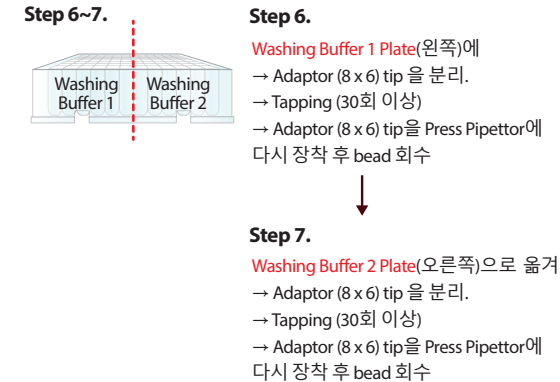 Step 6~7.
Washing
Buffer 1
Washing
Buffer 2
Step 6.
Washing Buffer 1 Plate(왼쪽)에
→ Adaptor (8 x 6) tip 을 분리.
→ Tapping (30회 이상)
→ Adaptor (8 x 6) tip을 Press Pipettor에
다시 장착 후 bead 회수
Step 7.
Washing Buffer 2 Plate(오른쪽)으로 옮겨
→ Adaptor (8 x 6) tip 을 분리.
→ Tapping (30회 이상)
→ Adaptor (8 x 6) tip을 Press Pipettor에
다시 장착 후 bead 회수